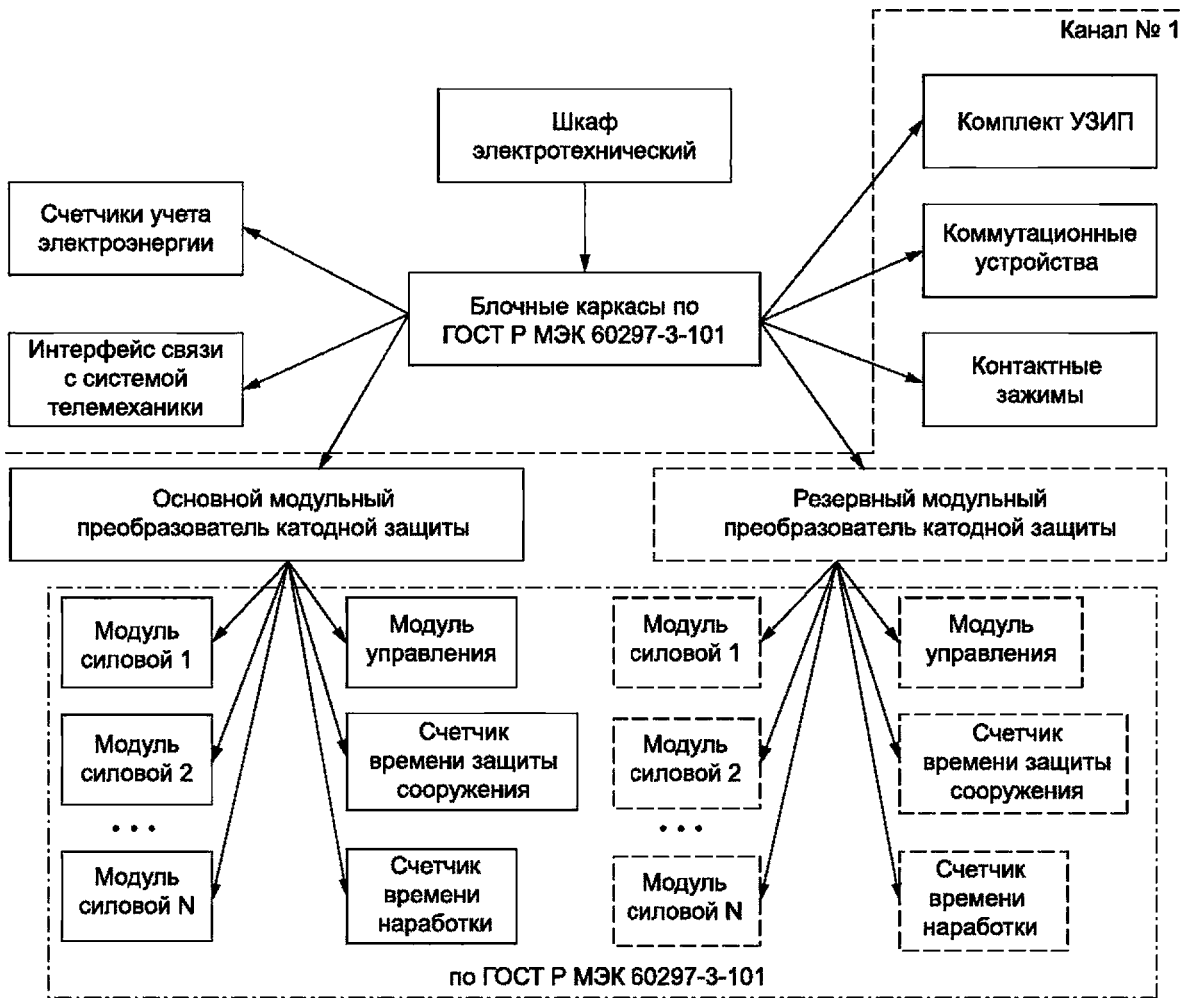 Канал № 1
Шкаф
электротехнический
Комплект УЗИП
Счетчики учета
электроэнергии
Коммутационные
устройства
Блочные каркасы по
ГОСТ Р МЭК 60297-3-101
Интерфейс связи
с системой
телемеханики
Контактные
зажимы
Основной модульный
преобразователь катодной защиты
Резервный модульный
преобразователь катодной защиты
Модуль
силовой 1
Модуль
управления
Модуль
силовой 1
Модуль
управления
Модуль
силовой 2
Счетчик
времени защиты
сооружения
Модуль
силовой 2
Счетчик
времени защиты
сооружения
• • •
• • •
Модуль
силовой N
Счетчик
времени
наработки
Модуль
силовой N
Счетчик
времени
наработки
по ГОСТ Р МЭК 60297-3-101